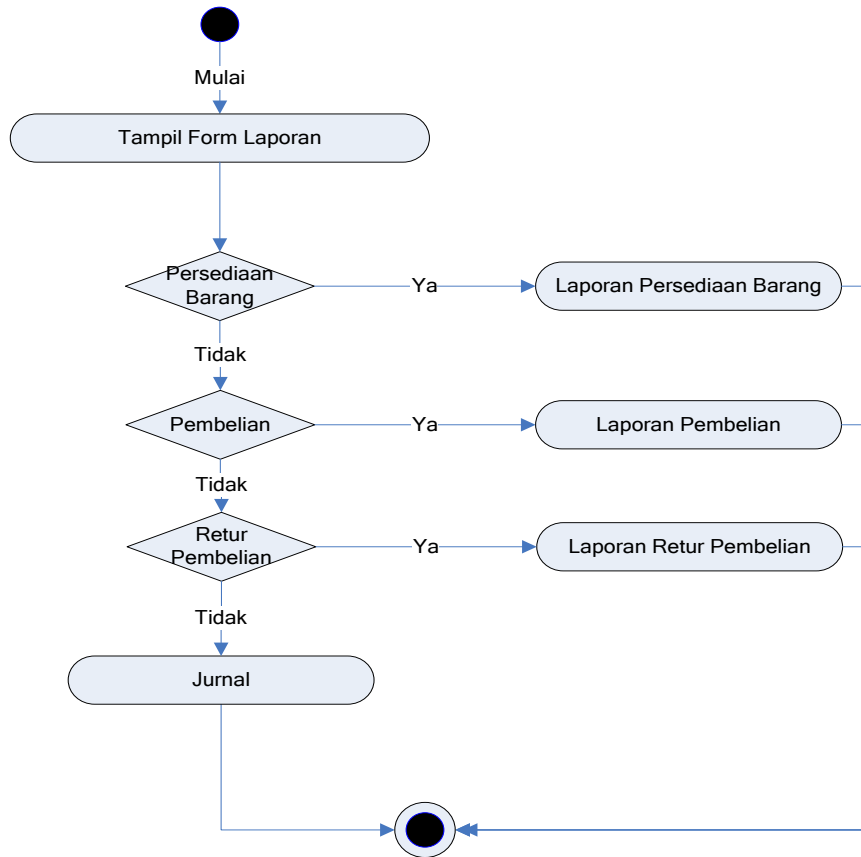 Mulai
Tampil Form Laporan
Persediaan
Barang
Ya
Laporan Persediaan Barang
Tidak
Pembelian
Ya
Laporan Pembelian
Tidak
Retur
Pembelian
Ya
Laporan Retur Pembelian
Tidak
Jurnal